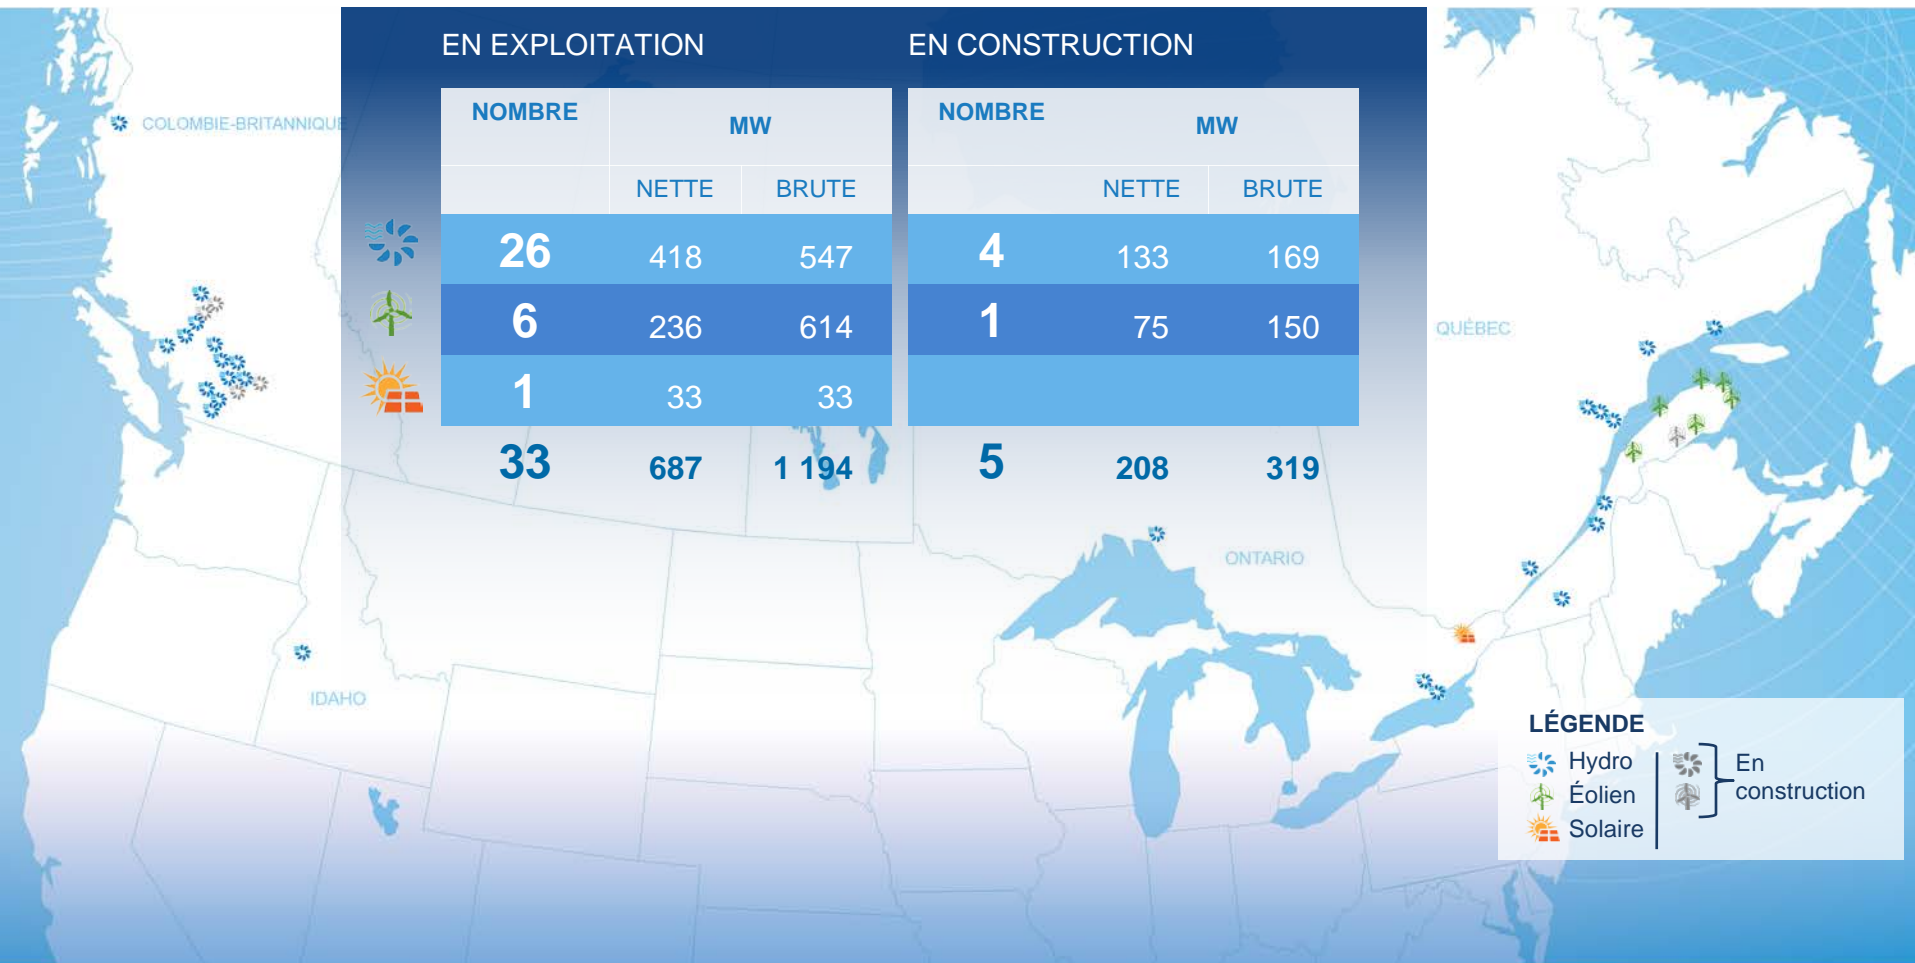 EN EXPLOITATION EN CONSTRUCTION
NOMBRE MW NOMBRE MW
NETTE BRUTE NETTE BRUTE
26 418 547 4 133 169
6 236 614 1 75 150
1 33 33
33 687 1 194 5 208 319
COLOMBIE-BRITANNIQUE
QUÉBEC
ONTARIO
IDAHO
LÉGENDE
Hydro
Éolien
Solaire
En
construction